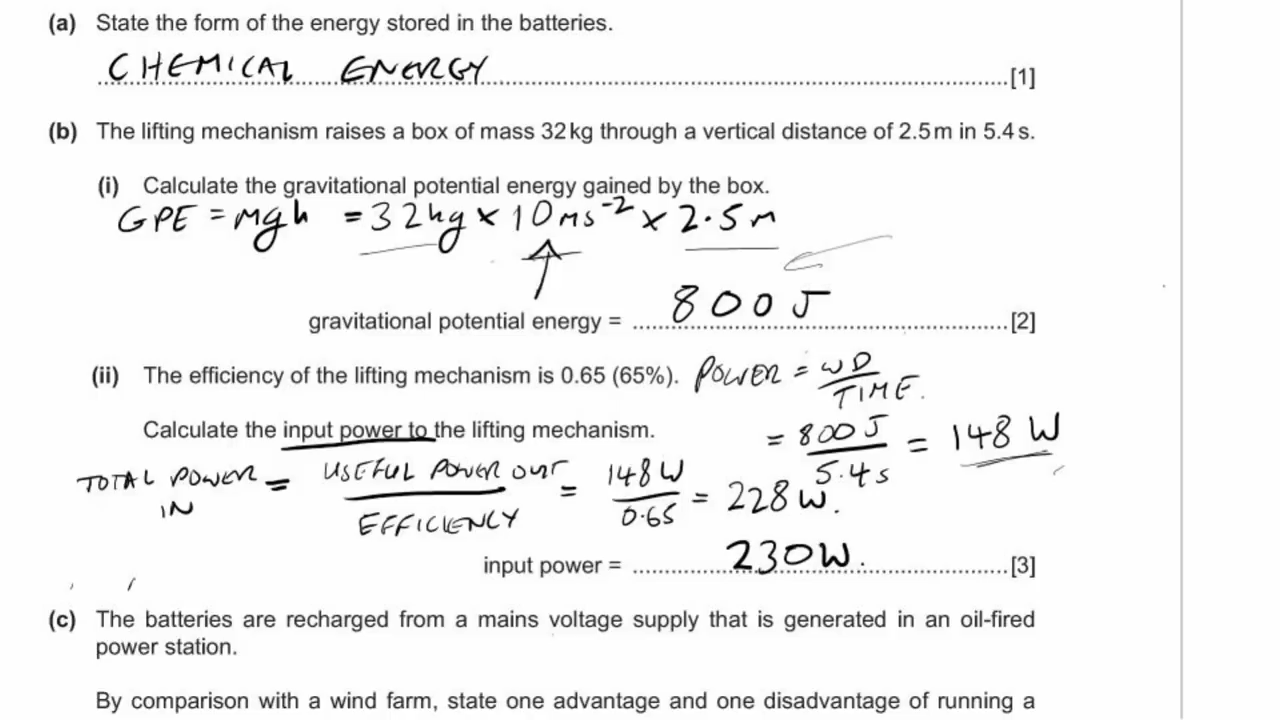 (a) State the form of the energy stored in the batteries.
CHEMICAL ENERGY [1]
(b) The lifting mechanism raises a box of mass 32 kg through a vertical distance of 2.5 m in 5.4 s.
(i) Calculate the gravitational potential energy gained by the box.
GPE = mgh = 32kg × 10ms⁻² × 2.5m
gravitational potential energy = 800 J [2]
(ii) The efficiency of the lifting mechanism is 0.65 (65%). POWER = WD / TIME.
Calculate the input power to the lifting mechanism. = 800J / 5.4s = 148 W
TOTAL POWER IN = USEFUL POWER OUT / EFFICIENCY = 148W / 0.65 = 228W.
input power = 230W. [3]
(c) The batteries are recharged from a mains voltage supply that is generated in an oil-fired
power station.
By comparison with a wind farm, state one advantage and one disadvantage of running a